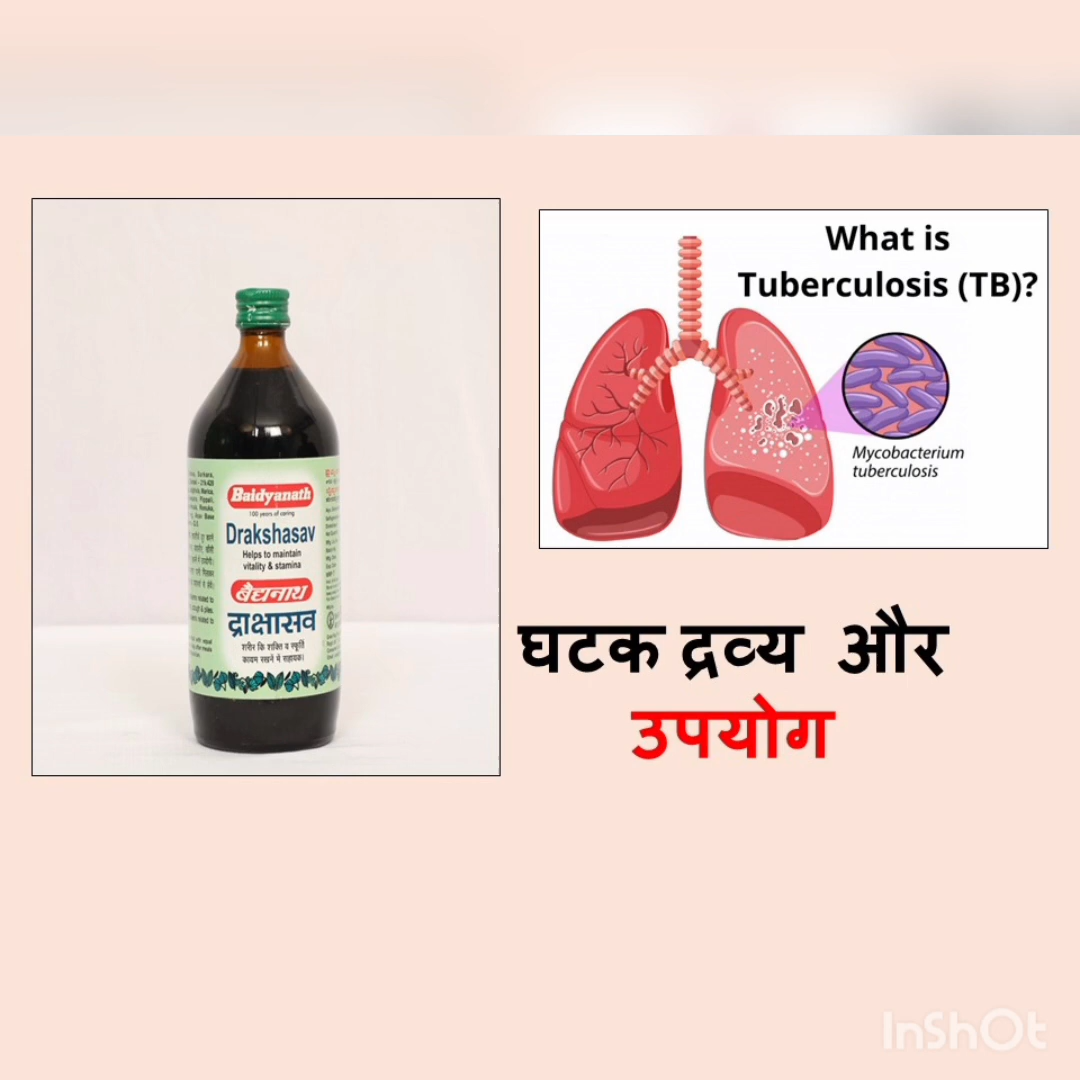 Baidyanath
100 years of caring
Drakshasav
Helps to maintain
vitality & stamina
बैद्यनाथ
द्राक्षासव
शरीर कि शक्ति व स्फूर्ति
कायम रखने में सहायक।
What is
Tuberculosis (TB)?
Mycobacterium
tuberculosis
घटक द्रव्य और
उपयोग
InShOt